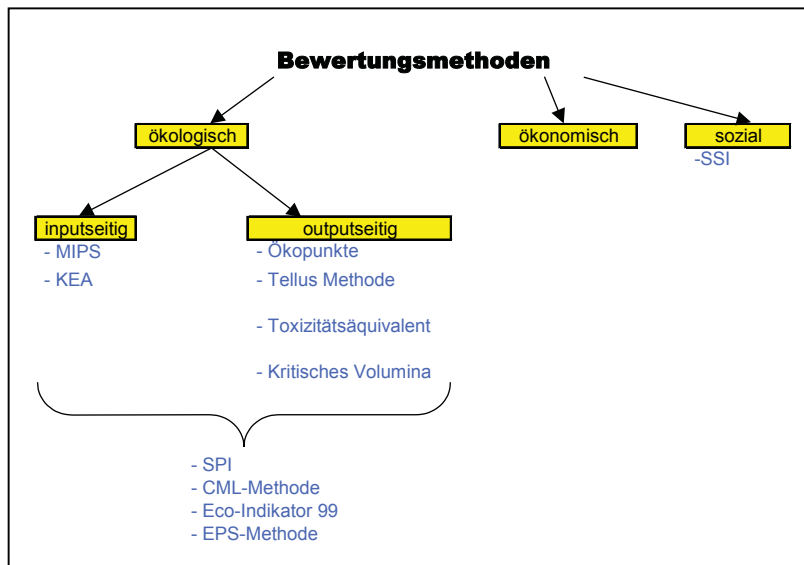 Bewertungsmethoden
ökologisch
ökonomisch
sozial
-SSI
inputseitig
- MIPS
- KEA
outputseitig
- Ökopunkte
- Tellus Methode
- Toxizitätsäquivalent
- Kritisches Volumina
- SPI
- CML-Methode
- Eco-Indikator 99
- EPS-Methode